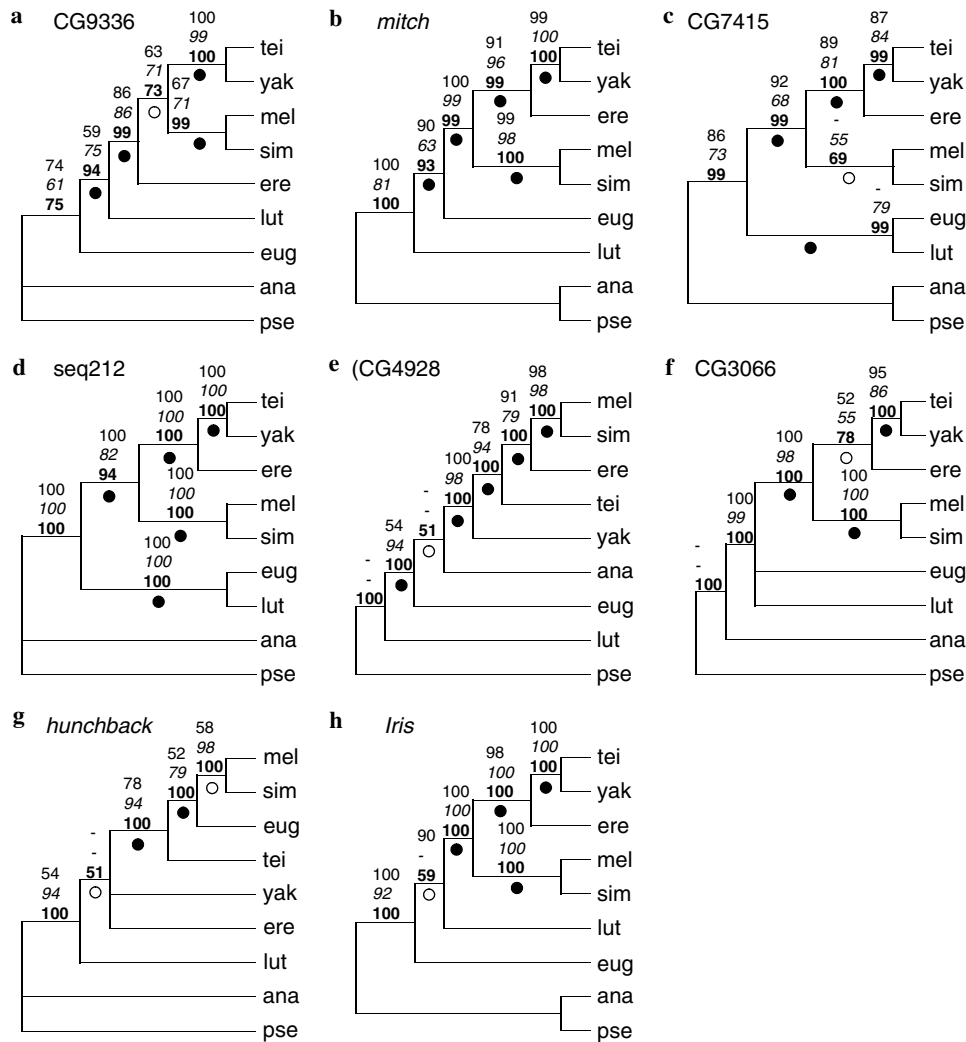 a CG9336
100
99
100
63
71
73
67
71
99
86
86
99
59
75
94
74
61
75
tei
yak
mel
sim
ere
lut
eug
ana
pse
b mitch
99
100
100
91
96
99
99
98
100
100
99
99
90
63
93
100
81
100
tei
yak
ere
mel
sim
eug
lut
ana
pse
c CG7415
87
84
99
89
81
100
-
55
69
92
68
99
86
73
99
-
79
99
tei
yak
ere
mel
sim
eug
lut
ana
pse
d seq212
100
100
100
100
100
100
100
100
100
100
82
94
100
100
100
100
100
100
tei
yak
ere
mel
sim
eug
lut
ana
pse
e (CG4928
98
98
100
91
79
100
78
94
100
100
98
100
-
-
51
54
94
100
-
-
100
mel
sim
ere
tei
yak
ana
eug
lut
pse
f CG3066
95
86
100
52
55
78
100
100
100
100
98
100
100
99
100
-
-
100
tei
yak
ere
mel
sim
eug
lut
ana
pse
g hunchback
58
98
100
52
79
100
78
94
100
-
-
51
54
94
100
mel
sim
eug
tei
yak
ere
lut
ana
pse
h Iris
100
100
100
98
100
100
100
100
100
100
100
100
90
-
59
100
92
100
tei
yak
ere
mel
sim
lut
eug
ana
pse